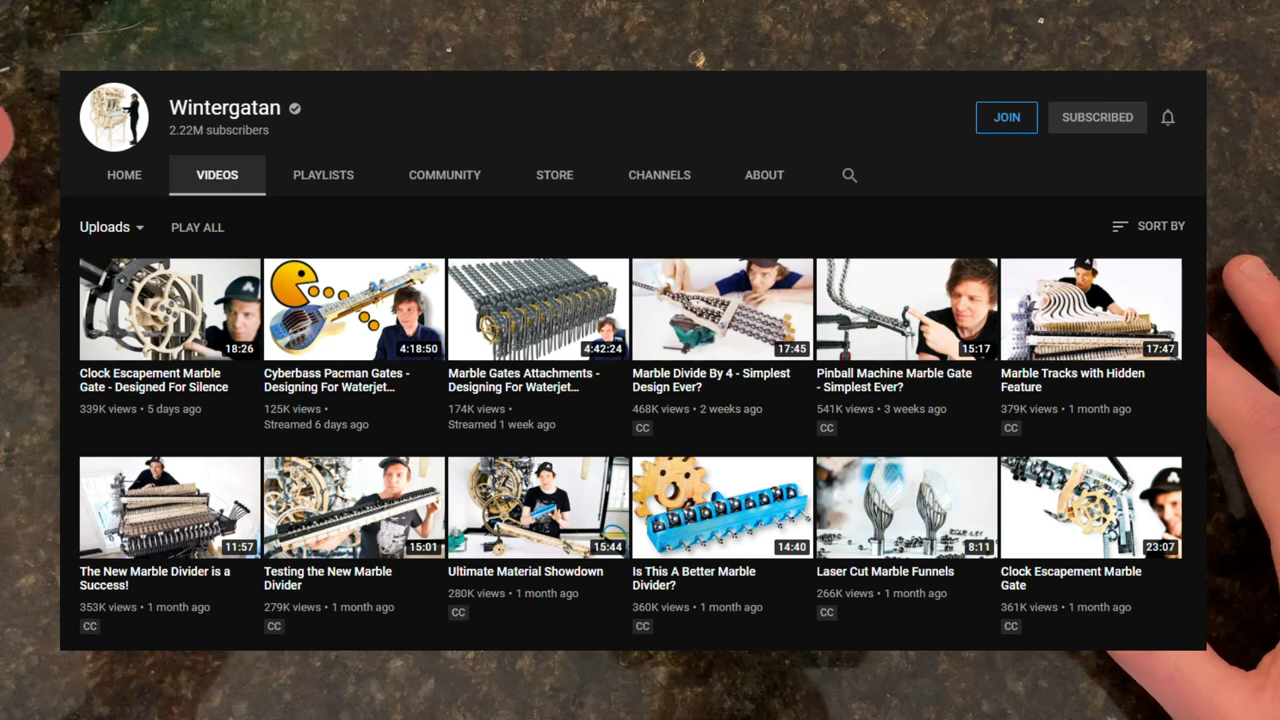 Wintergatan
2.22M subscribers
JOIN
SUBSCRIBED
HOME
VIDEOS
PLAYLISTS
COMMUNITY
STORE
CHANNELS
ABOUT
Uploads
PLAY ALL
SORT BY
18:26
Clock Escapement Marble
Gate - Designed For Silence
339K views • 5 days ago
4:18:50
Cyberbass Pacman Gates -
Designing For Waterjet...
125K views •
Streamed 6 days ago
4:42:24
Marble Gates Attachments -
Designing For Waterjet...
174K views •
Streamed 1 week ago
17:45
Marble Divide By 4 - Simplest
Design Ever?
468K views • 2 weeks ago
CC
15:17
Pinball Machine Marble Gate
- Simplest Ever?
541K views • 3 weeks ago
CC
17:47
Marble Tracks with Hidden
Feature
379K views • 1 month ago
CC
11:57
The New Marble Divider is a
Success!
353K views • 1 month ago
CC
15:01
Testing the New Marble
Divider
279K views • 1 month ago
CC
15:44
Ultimate Material Showdown
280K views • 1 month ago
CC
14:40
Is This A Better Marble
Divider?
360K views • 1 month ago
CC
8:11
Laser Cut Marble Funnels
266K views • 1 month ago
CC
23:07
Clock Escapement Marble
Gate
361K views • 1 month ago
CC